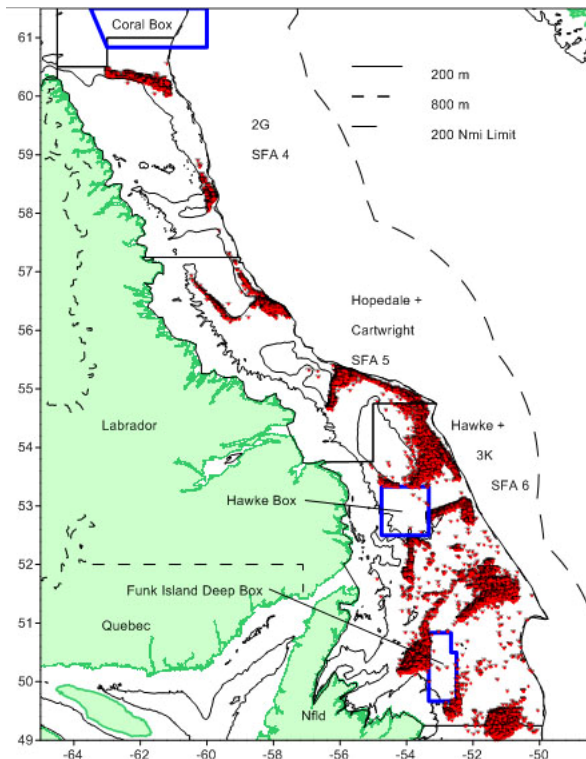 Coral Box
61
200 m
60
800 m
2G
200 Nmi Limit
59
SFA 4
58
57
Hopedale +
56
Cartwright
SFA 5
55
Labrador
Hawke +
54
3K
SFA 6
53
Hawke Box
52
Funk Island Deep Box
51
Quebec
50
Nfld
49
-64 -62 -60 -58 -56 -54 -52 -50